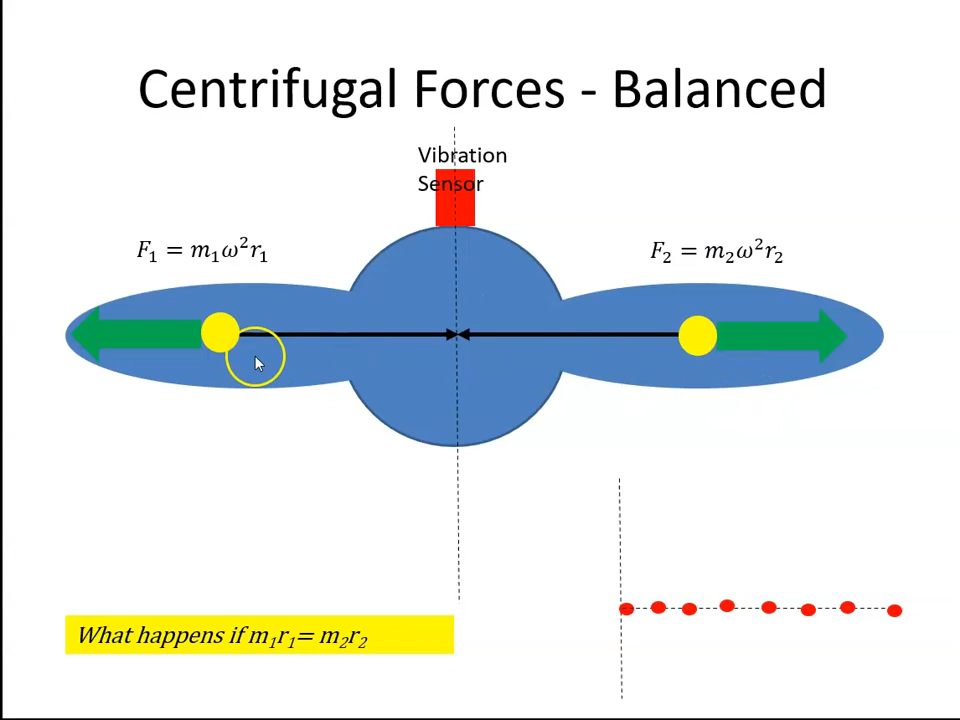 Centrifugal Forces - Balanced
Vibration
Sensor
F₁ = m₁ω²r₁
F₂ = m₂ω²r₂
What happens if m₁r₁= m₂r₂